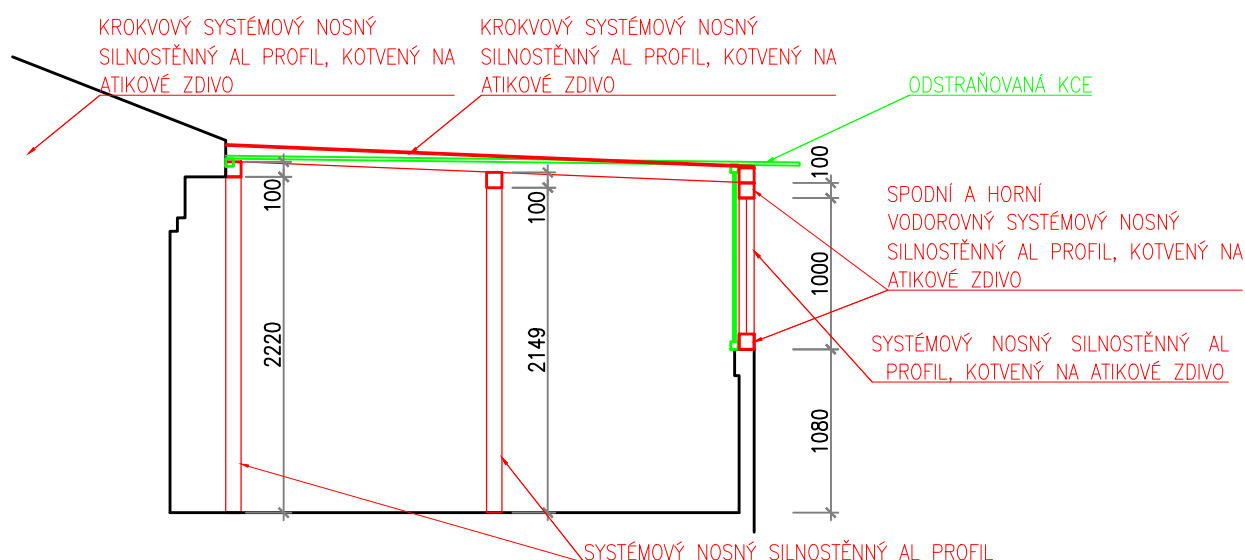 KROKVOVÝ SYSTÉMOVÝ NOSNÝ
SILNOSTĚNNÝ AL PROFIL, KOTVENÝ NA
ATIKOVÉ ZDIVO
KROKVOVÝ SYSTÉMOVÝ NOSNÝ
SILNOSTĚNNÝ AL PROFIL, KOTVENÝ NA
ATIKOVÉ ZDIVO
ODSTRAŇOVANÁ KCE
100
2220
100
2149
100
1000
1080
SPODNÍ A HORNÍ
VODOROVNÝ SYSTÉMOVÝ NOSNÝ
SILNOSTĚNNÝ AL PROFIL, KOTVENÝ NA
ATIKOVÉ ZDIVO
SYSTÉMOVÝ NOSNÝ SILNOSTĚNNÝ AL
PROFIL, KOTVENÝ NA ATIKOVÉ ZDIVO
SYSTÉMOVÝ NOSNÝ SILNOSTĚNNÝ AL PROFIL